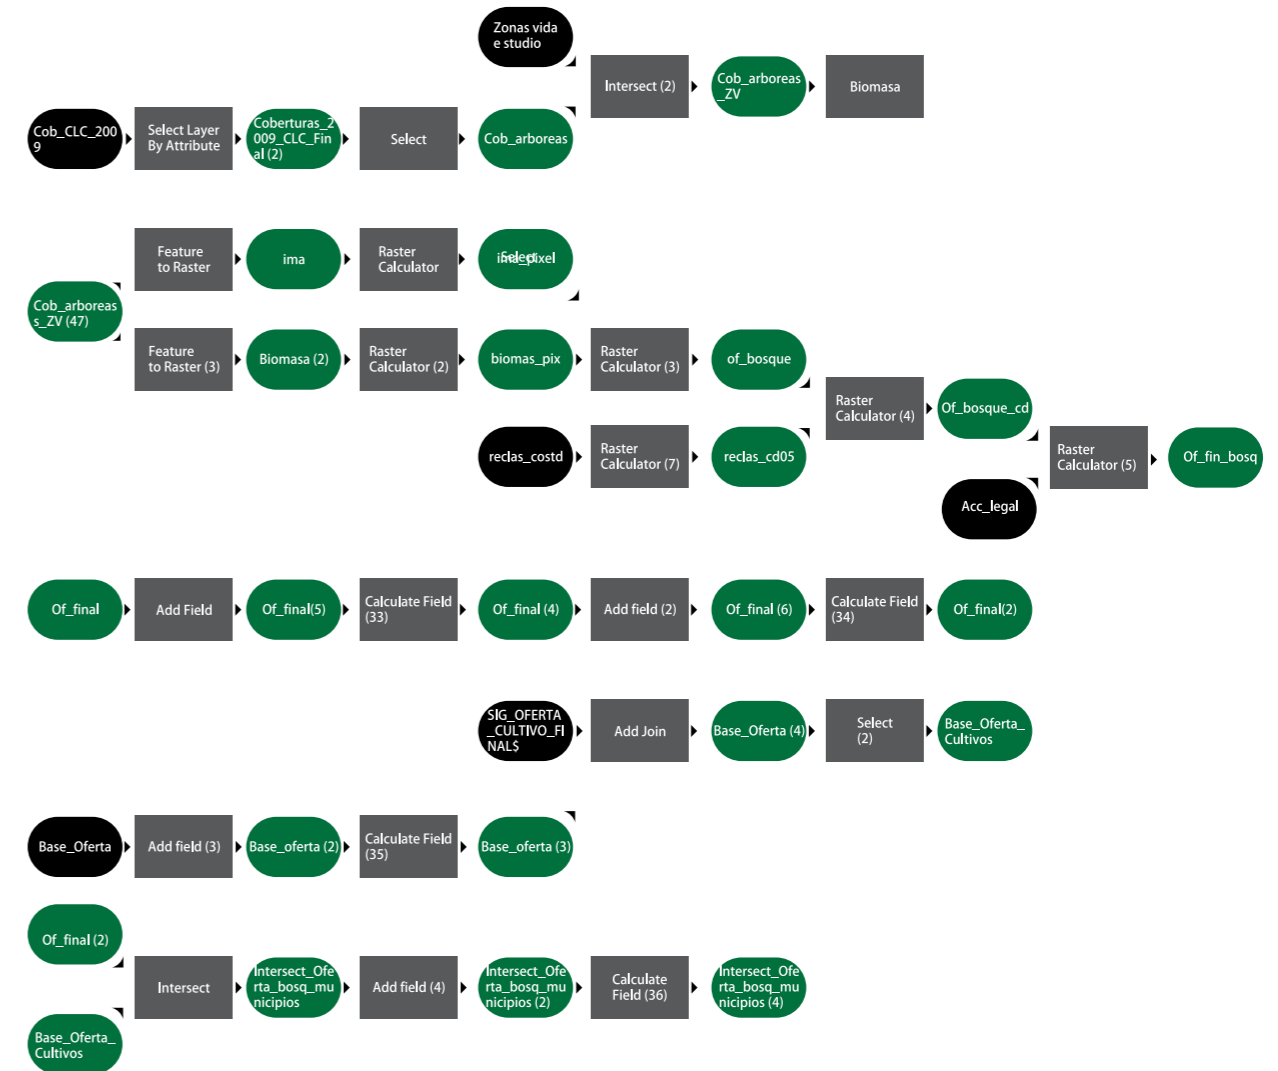 Zonas vida
e studio
Intersect (2)
Cob_arboreas
_ZV
Biomasa
Cob_CLC_200
9
Select Layer
By Attribute
Coberturas_2
009_CLC_Fin
al (2)
Select
Cob_arboreas
Feature
to Raster
ima
Raster
Calculator
ima_pixel
Select
Cob_arboreas
s_ZV (47)
Feature
to Raster (3)
Biomasa (2)
Raster
Calculator (2)
biomas_pix
Raster
Calculator (3)
of_bosque
Raster
Calculator (4)
Of_bosque_cd
reclas_costd
Raster
Calculator (7)
reclas_cd05
Raster
Calculator (5)
Of_fin_bosq
Acc_legal
Of_final
Add Field
Of_final(5)
Calculate Field
(33)
Of_final (4)
Add field (2)
Of_final (6)
Calculate Field
(34)
Of_final(2)
SIG_OFERTA
_CULTIVO_FI
NAL$
Add Join
Base_Oferta (4)
Select
(2)
Base_Oferta_
Cultivos
Base_Oferta
Add field (3)
Base_oferta (2)
Calculate Field
(35)
Base_oferta (3)
Of_final (2)
Intersect
Intersect_Ofe
rta_bosq_mu
nicipios
Add field (4)
Intersect_Ofe
rta_bosq_mu
nicipios (2)
Calculate
Field (36)
Intersect_Ofe
rta_bosq_mu
nicipios (4)
Base_Oferta_
Cultivos